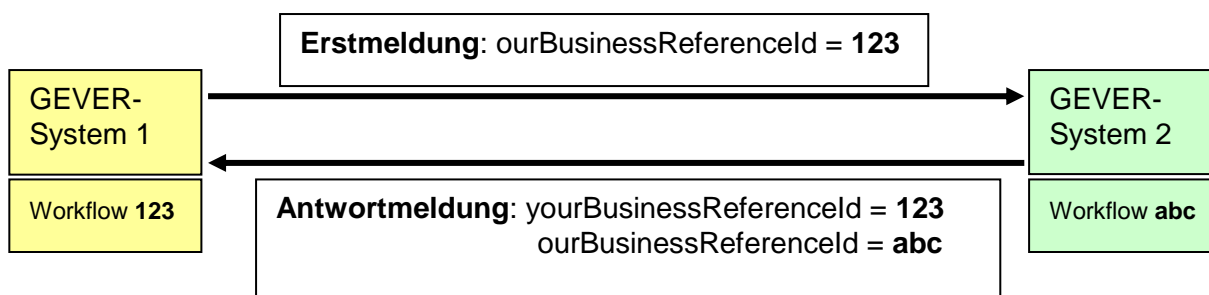 Erstmeldung: ourBusinessReferenceId = 123
GEVER-
System 1
GEVER-
System 2
Workflow 123
Antwortmeldung: yourBusinessReferenceId = 123
ourBusinessReferenceId = abc
Workflow abc